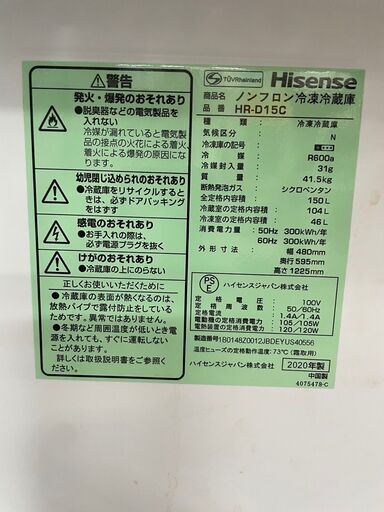 ⚠警告
発火・爆発のおそれあり
●脱臭器などの電気製品を
入れない
冷媒が漏れていると電気製
品の接点の火花による着火、
爆発の原因になります。
幼児閉じ込められのおそれあり
●冷蔵庫をリサイクルするとき
は、必ずドアパッキング
をはずす
感電のおそれあり
●お手入れの際は、
必ず電源プラグを抜く
けがのおそれあり
●冷蔵庫の上にのらない
正しくお使いいただくために
●冷蔵庫の表面が熱くなるのは、
放熱パイプで露付防止をしている
ためです。異常ではありません。
●冬期など周囲温度が低い時でも電
源を入れても、すぐに運転し
ないことがあります。
詳しくは取扱説明書をご参照ください。
TÜVRheinland
Hisense
商品名 ノンフロン冷凍冷蔵庫
品番 HR-D15C
種類 冷凍冷蔵庫
気候区分 N
冷凍室の記号
冷媒 R600a
冷媒封入量 31g
質量 41.5kg
断熱発泡ガス シクロペンタン
全定格内容積 150L
冷蔵室の定格内容積 104L
冷凍室の定格内容積 46L
消費電力量 50Hz 300kWh/年
60Hz 300kWh/年
外形寸法 幅 480mm
奥行 595mm
高さ 1225mm
PSE
ハイセンスジャパン株式会社
定格電圧 100V
定格周波数 50/60Hz
定格電流 1.4A/1.4A
電動機の定格消費電力 105/105W
電熱装置の定格消費電力 120/120W
製造番号 1B0148Z0012JBDEYUS40556
温度ヒューズの定格動作温度:73℃(霜取用)
ハイセンスジャパン株式会社
2020年製
中国製
4075478-C